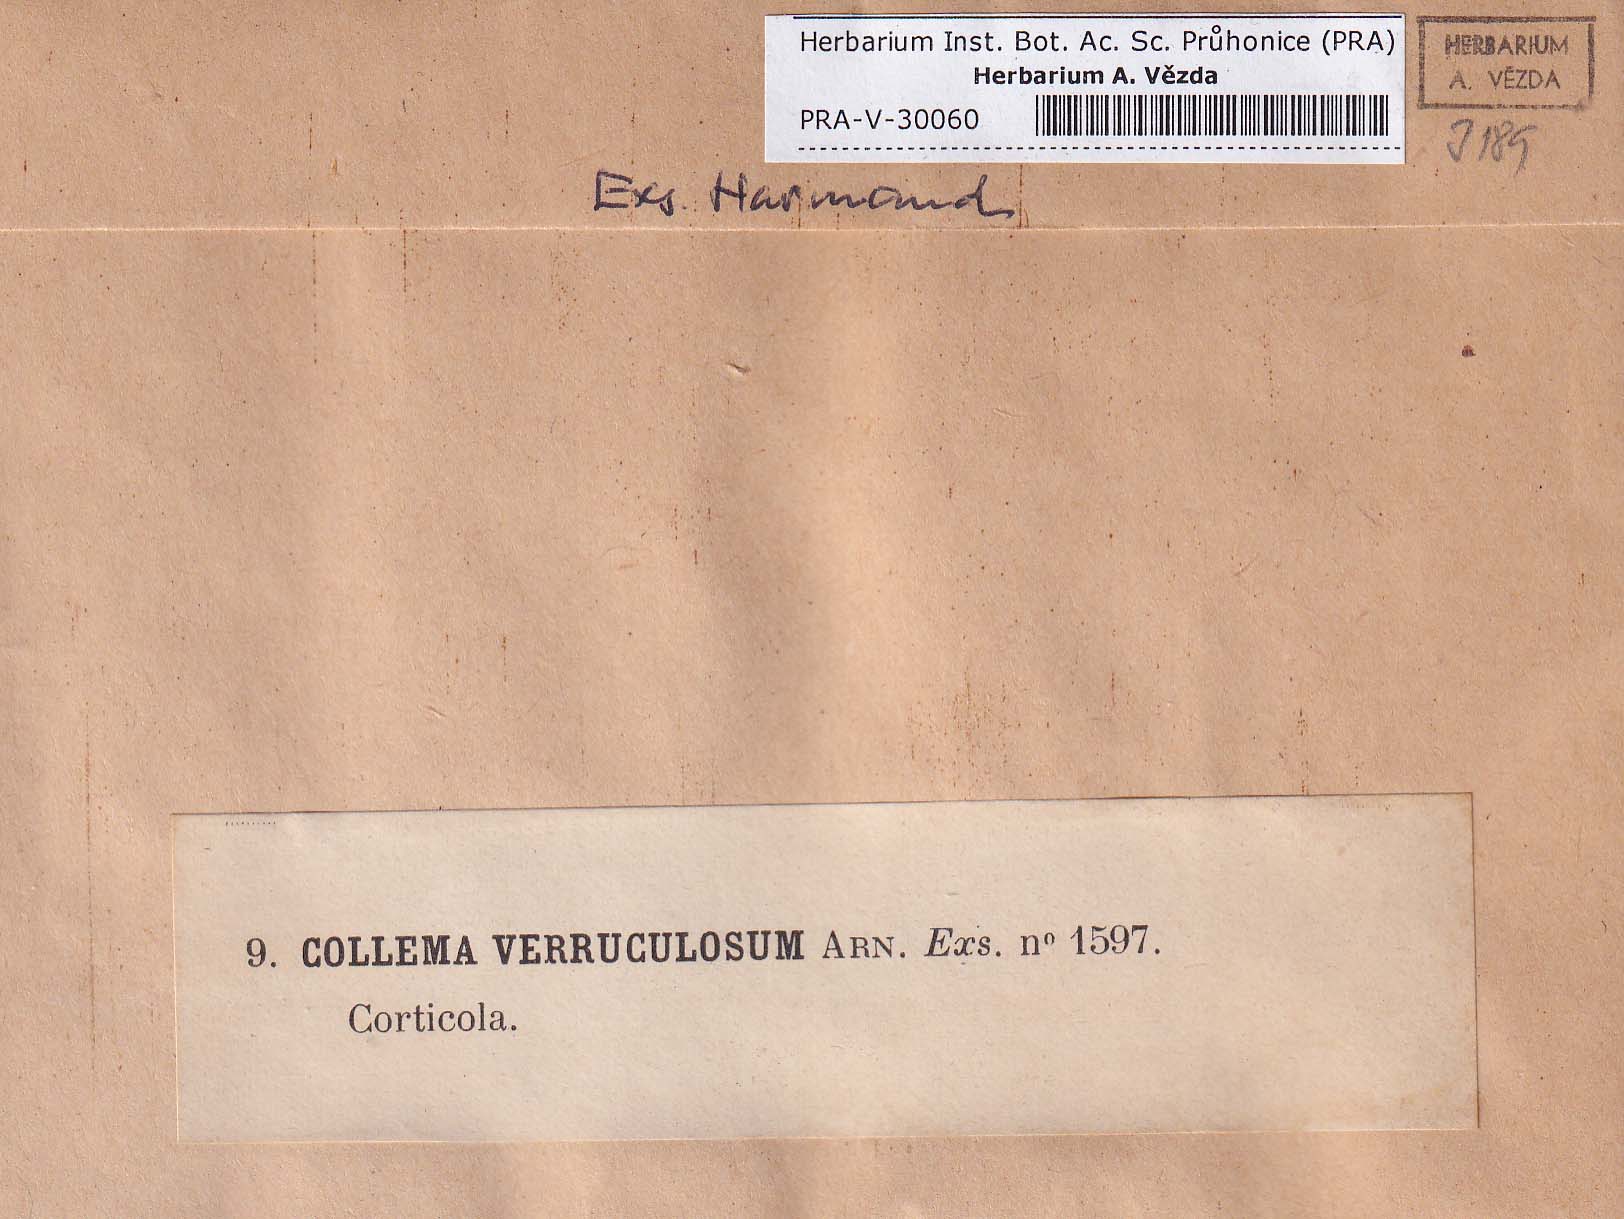 Herbarium Inst. Bot. Ac. Sc. Průhonice (PRA)
Herbarium A. Vězda
PRA-V-30060
HERBARIUM
A. VĚZDA
J 189
Exs. Harmand
9. COLLEMA VERRUCULOSUM ARN. Exs. nº 1597.
Corticola.